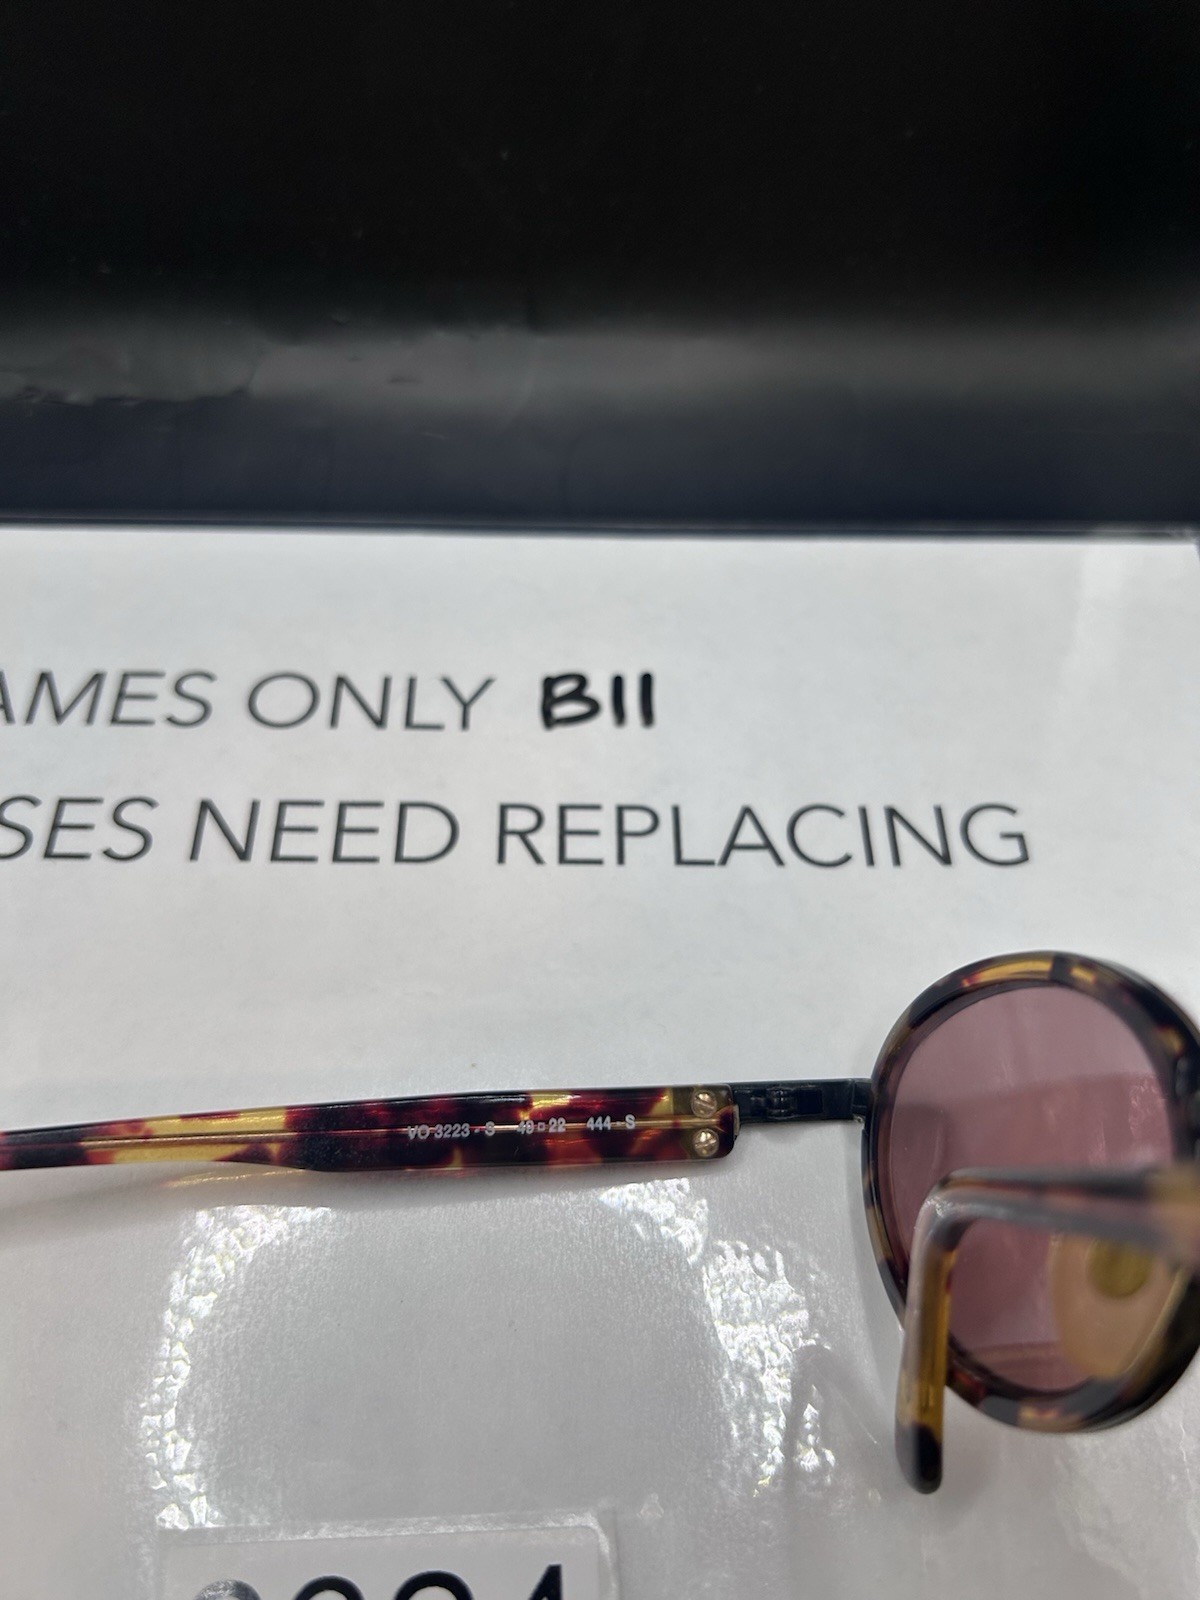 AMES ONLY B11
SES NEED REPLACING
VO 3223 - S 49□22 444 - S